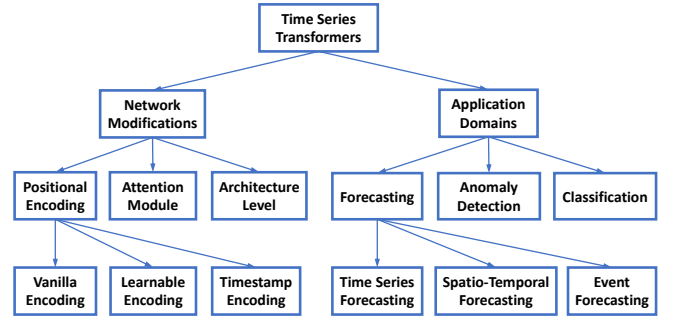 Time Series
Transformers
Network
Modifications
Application
Domains
Positional
Encoding
Attention
Module
Architecture
Level
Forecasting
Anomaly
Detection
Classification
Vanilla
Encoding
Learnable
Encoding
Timestamp
Encoding
Time Series
Forecasting
Spatio-Temporal
Forecasting
Event
Forecasting